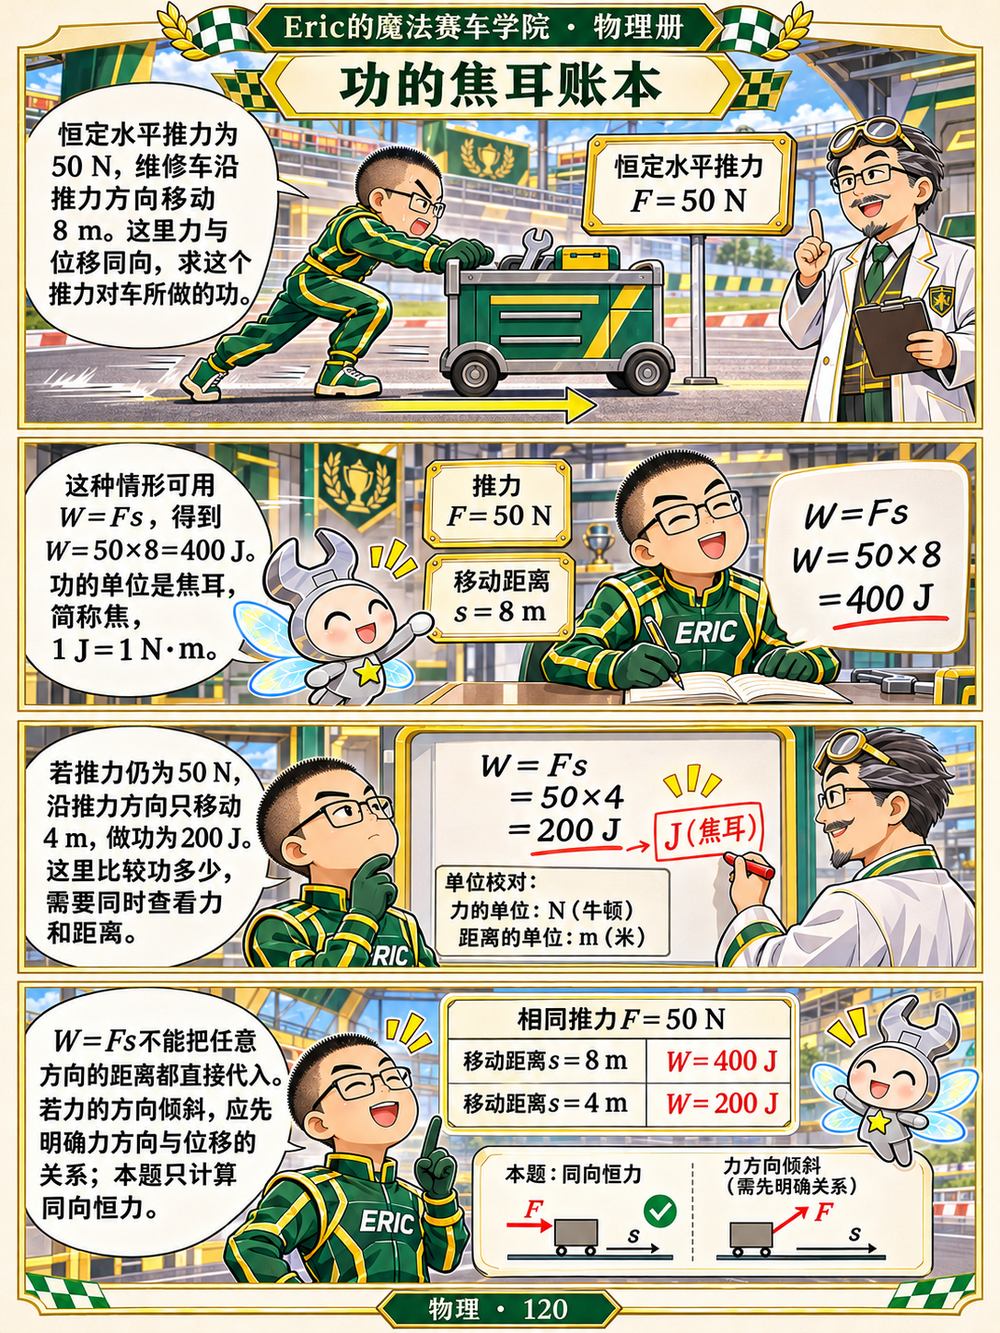 Eric的魔法赛车学院 · 物理册
功的焦耳账本
恒定水平推力为
50 N，维修车沿
推力方向移动
8 m。这里力与
位移同向，求这个
推力对车所做的功。
恒定水平推力
F=50 N
这种情形可用
W=Fs，得到
W=50×8=400 J。
功的单位是焦耳，
简称焦，
1 J=1 N·m。
推力
F=50 N
移动距离
s=8 m
ERIC
W=Fs
W=50×8
=400 J
若推力仍为50 N，
沿推力方向只移动
4 m，做功为200 J。
这里比较功多少，
需要同时查看力
和距离。
ERIC
W=Fs
=50×4
=200 J
J(焦耳)
单位校对：
力的单位：N（牛顿）
距离的单位：m（米）
W=Fs不能把任意
方向的距离都直接代入。
若力的方向倾斜，应先
明确力方向与位移的
关系；本题只计算
同向恒力。
ERIC
相同推力F=50 N
移动距离s=8 m W=400 J
移动距离s=4 m W=200 J
本题：同向恒力
F
s
力方向倾斜
（需先明确关系）
F
s
物理 · 120